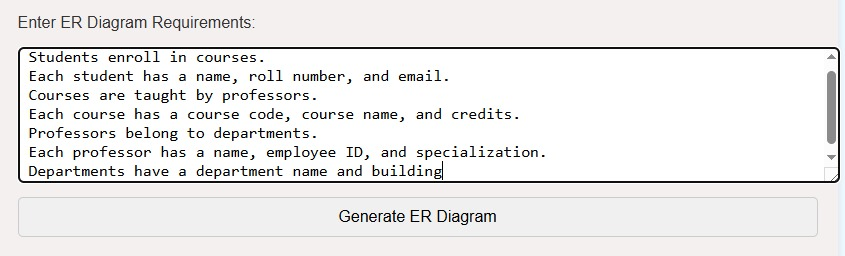 Enter ER Diagram Requirements:
Students enroll in courses.
Each student has a name, roll number, and email.
Courses are taught by professors.
Each course has a course code, course name, and credits.
Professors belong to departments.
Each professor has a name, employee ID, and specialization.
Departments have a department name and building
Generate ER Diagram